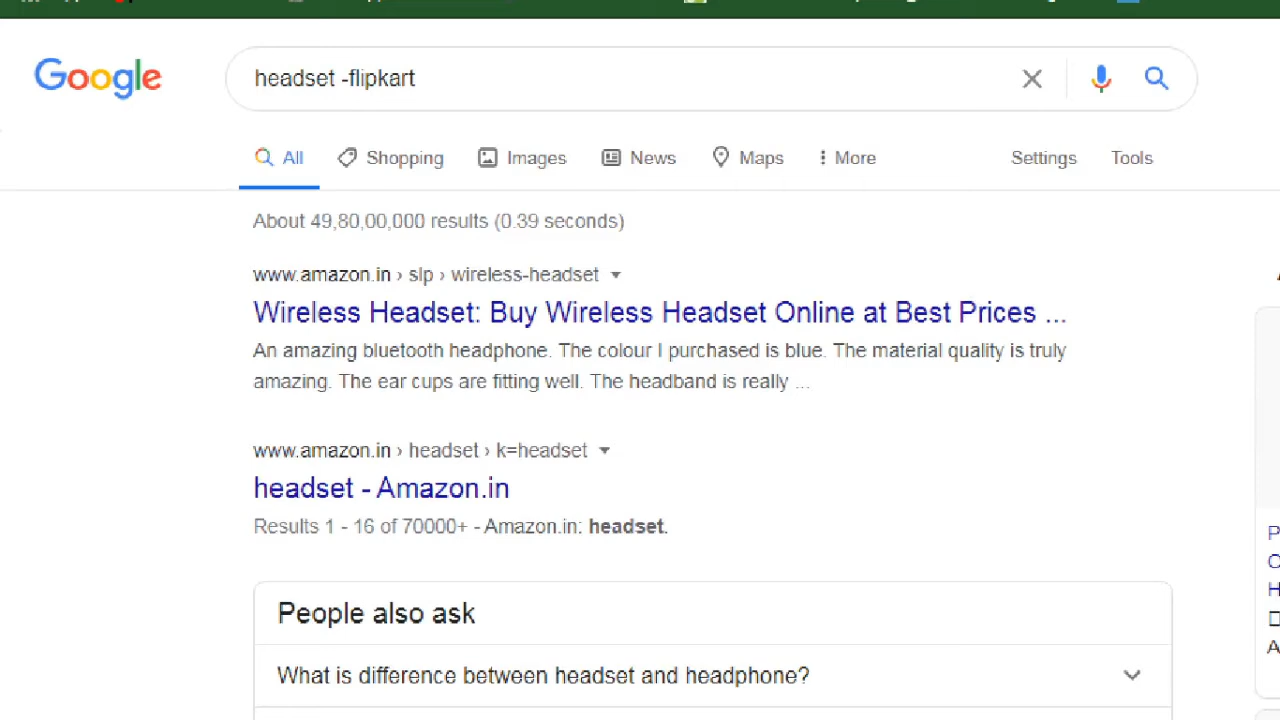 Google
headset -flipkart
All Shopping Images News Maps More Settings Tools
About 49,80,00,000 results (0.39 seconds)
www.amazon.in › slp › wireless-headset
Wireless Headset: Buy Wireless Headset Online at Best Prices ...
An amazing bluetooth headphone. The colour I purchased is blue. The material quality is truly
amazing. The ear cups are fitting well. The headband is really ...
www.amazon.in › headset › k=headset
headset - Amazon.in
Results 1 - 16 of 70000+ - Amazon.in: headset.
People also ask
What is difference between headset and headphone?